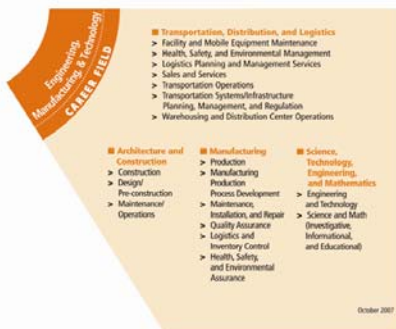 Engineering,
Manufacturing, & Technology
CAREER FIELD
■ Transportation, Distribution, and Logistics
> Facility and Mobile Equipment Maintenance
> Health, Safety, and Environmental Management
> Logistics Planning and Management Services
> Sales and Services
> Transportation Operations
> Transportation Systems/Infrastructure
Planning, Management, and Regulation
> Warehousing and Distribution Center Operations
■ Architecture and
Construction
> Construction
> Design/
Pre-construction
> Maintenance/
Operations
■ Manufacturing
> Production
> Manufacturing
Production
Process Development
> Maintenance,
Installation, and Repair
> Quality Assurance
> Logistics and
Inventory Control
> Health, Safety,
and Environmental
Assurance
■ Science,
Technology,
Engineering,
and Mathematics
> Engineering
and Technology
> Science and Math
(Investigative,
Informational,
and Educational)
October 2007